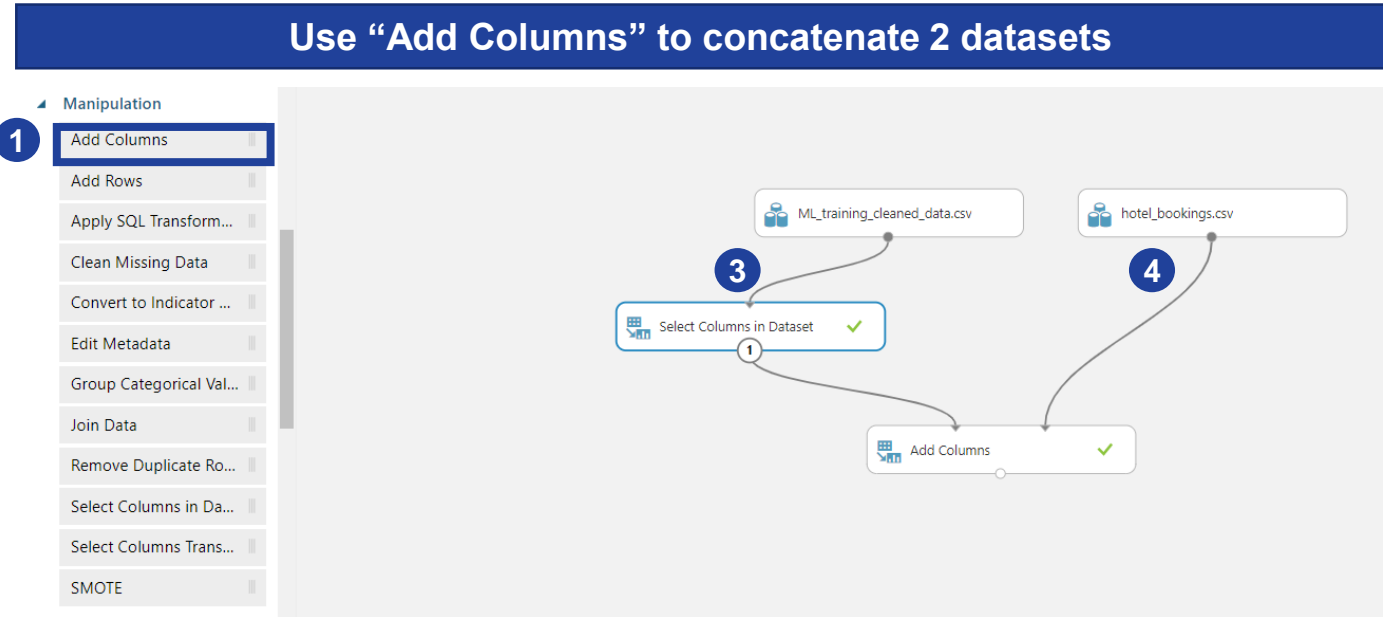 Use “Add Columns” to concatenate 2 datasets
Manipulation
1
Add Columns
Add Rows
Apply SQL Transform...
Clean Missing Data
Convert to Indicator ...
Edit Metadata
Group Categorical Val...
Join Data
Remove Duplicate Ro...
Select Columns in Da...
Select Columns Trans...
SMOTE
ML_training_cleaned_data.csv
hotel_bookings.csv
3
4
Select Columns in Dataset
1
Add Columns